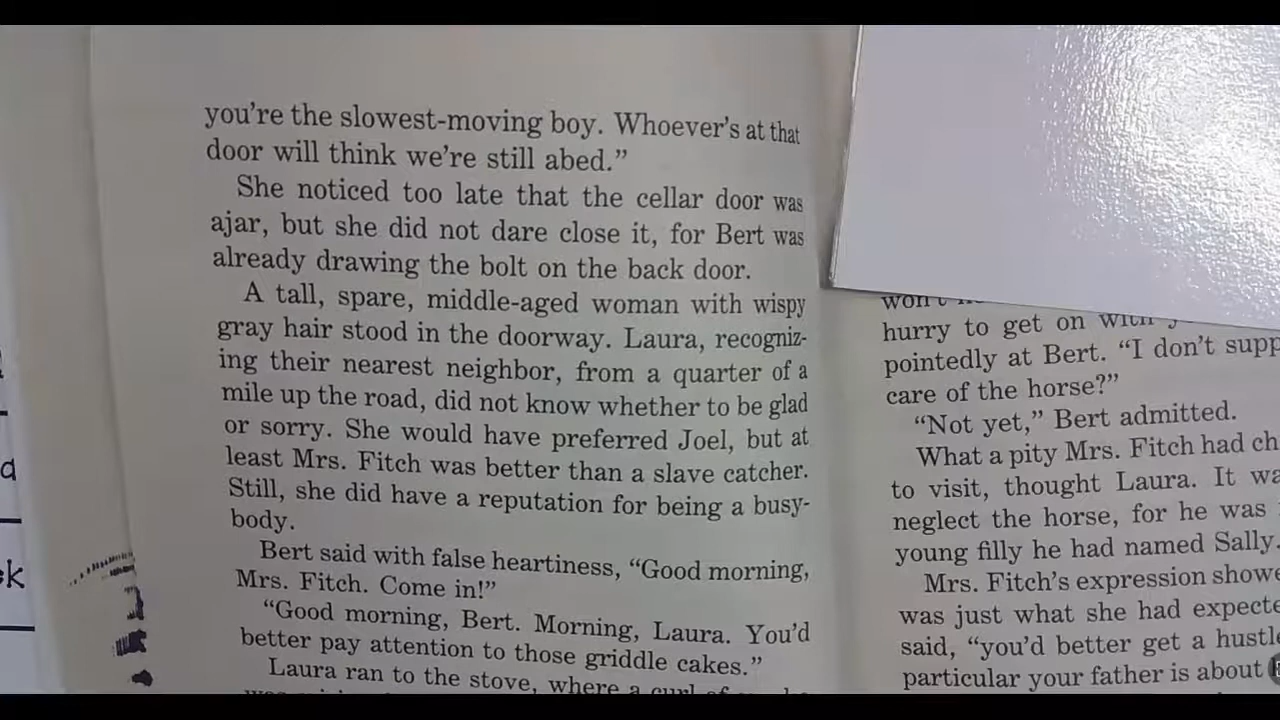 you're the slowest-moving boy. Whoever's at that
door will think we're still abed."
She noticed too late that the cellar door was
ajar, but she did not dare close it, for Bert was
already drawing the bolt on the back door.
A tall, spare, middle-aged woman with wispy
gray hair stood in the doorway. Laura, recogniz-
ing their nearest neighbor, from a quarter of a
mile up the road, did not know whether to be glad
or sorry. She would have preferred Joel, but at
least Mrs. Fitch was better than a slave catcher.
Still, she did have a reputation for being a busy-
body.
Bert said with false heartiness, "Good morning,
Mrs. Fitch. Come in!"
"Good morning, Bert. Morning, Laura. You'd
better pay attention to those griddle cakes."
Laura ran to the stove, where a curl of
won't
hurry to get on with
pointedly at Bert. "I don't supp
care of the horse?"
"Not yet," Bert admitted.
What a pity Mrs. Fitch had ch
to visit, thought Laura. It wa
neglect the horse, for he was
young filly he had named Sally.
Mrs. Fitch's expression showe
was just what she had expecte
said, "you'd better get a hustle
particular your father is about
d
k